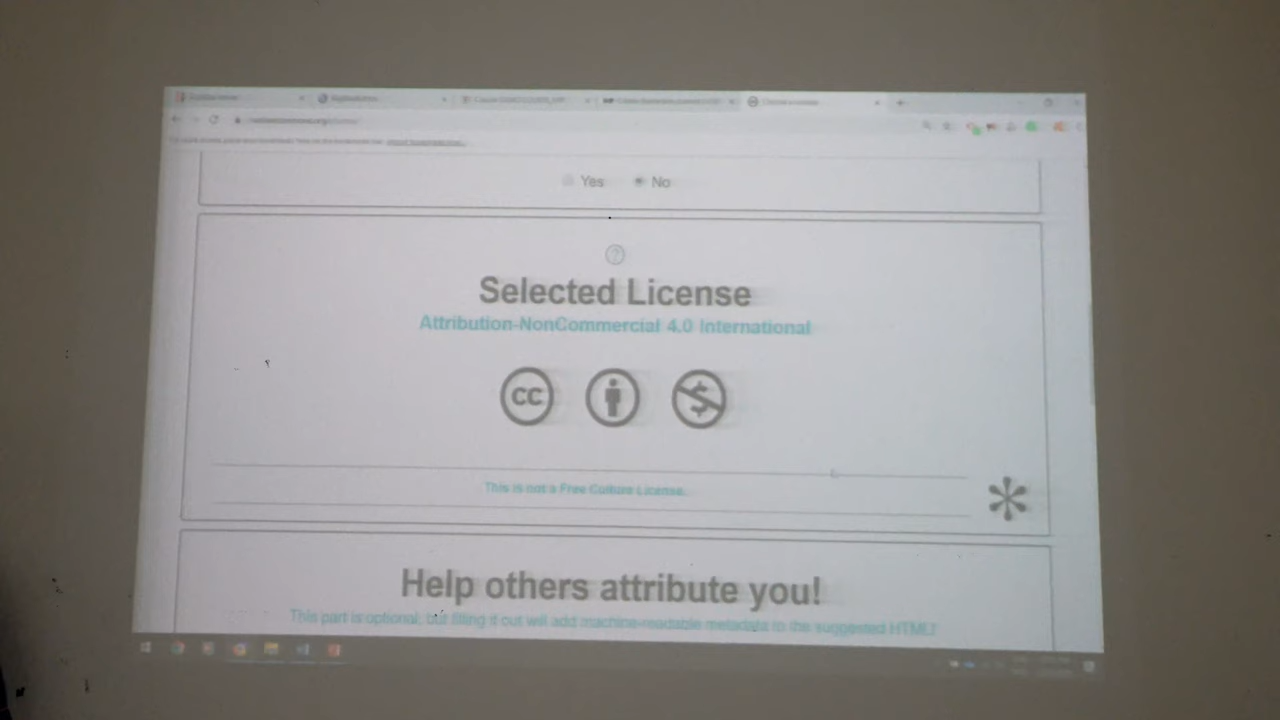 Yes No
?
Selected License
Attribution-NonCommercial 4.0 International
CC $
This is not a Free Culture License.
Help others attribute you!
This part is optional, but filling it out will add machine-readable metadata to the suggested HTML!